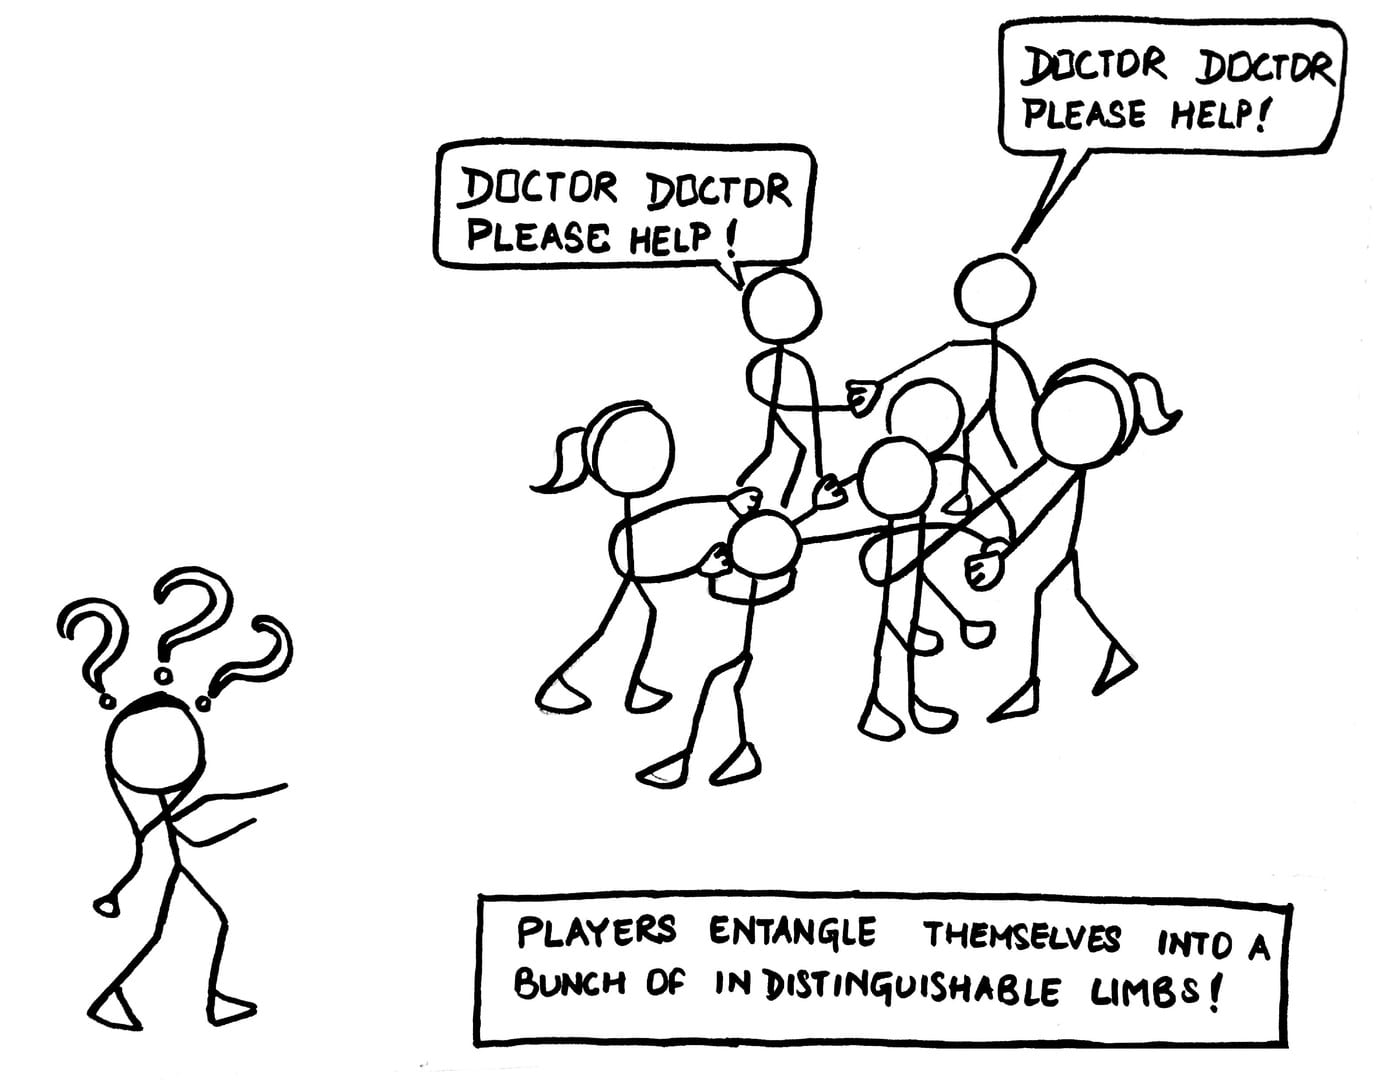 DOCTOR DOCTOR
PLEASE HELP!
DOCTOR DOCTOR
PLEASE HELP!
PLAYERS ENTANGLE THEMSELVES INTO A
BUNCH OF INDISTINGUISHABLE LIMBS!